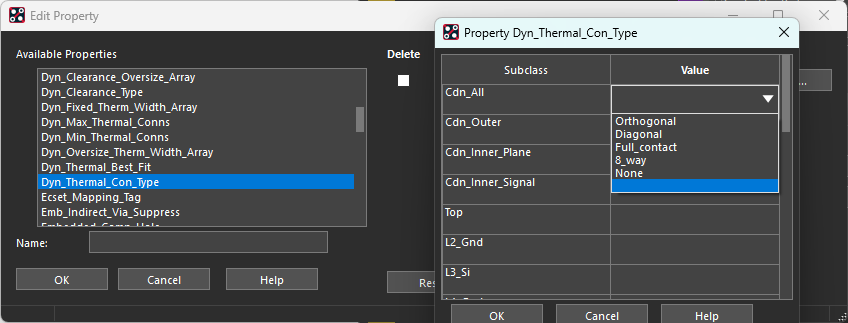 Edit Property
Available Properties
Dyn_Clearance_Oversize_Array
Dyn_Clearance_Type
Dyn_Fixed_Therm_Width_Array
Dyn_Max_Thermal_Conns
Dyn_Min_Thermal_Conns
Dyn_Oversize_Therm_Width_Array
Dyn_Thermal_Best_Fit
Dyn_Thermal_Con_Type
Ecset_Mapping_Tag
Emb_Indirect_Via_Suppress
Name:
OK Cancel Help
Delete
Res
...
Property Dyn_Thermal_Con_Type
Subclass Value
Cdn_All
Orthogonal
Diagonal
Full_contact
8_way
None
Cdn_Outer
Cdn_Inner_Plane
Cdn_Inner_Signal
Top
L2_Gnd
L3_Si
OK Cancel Help